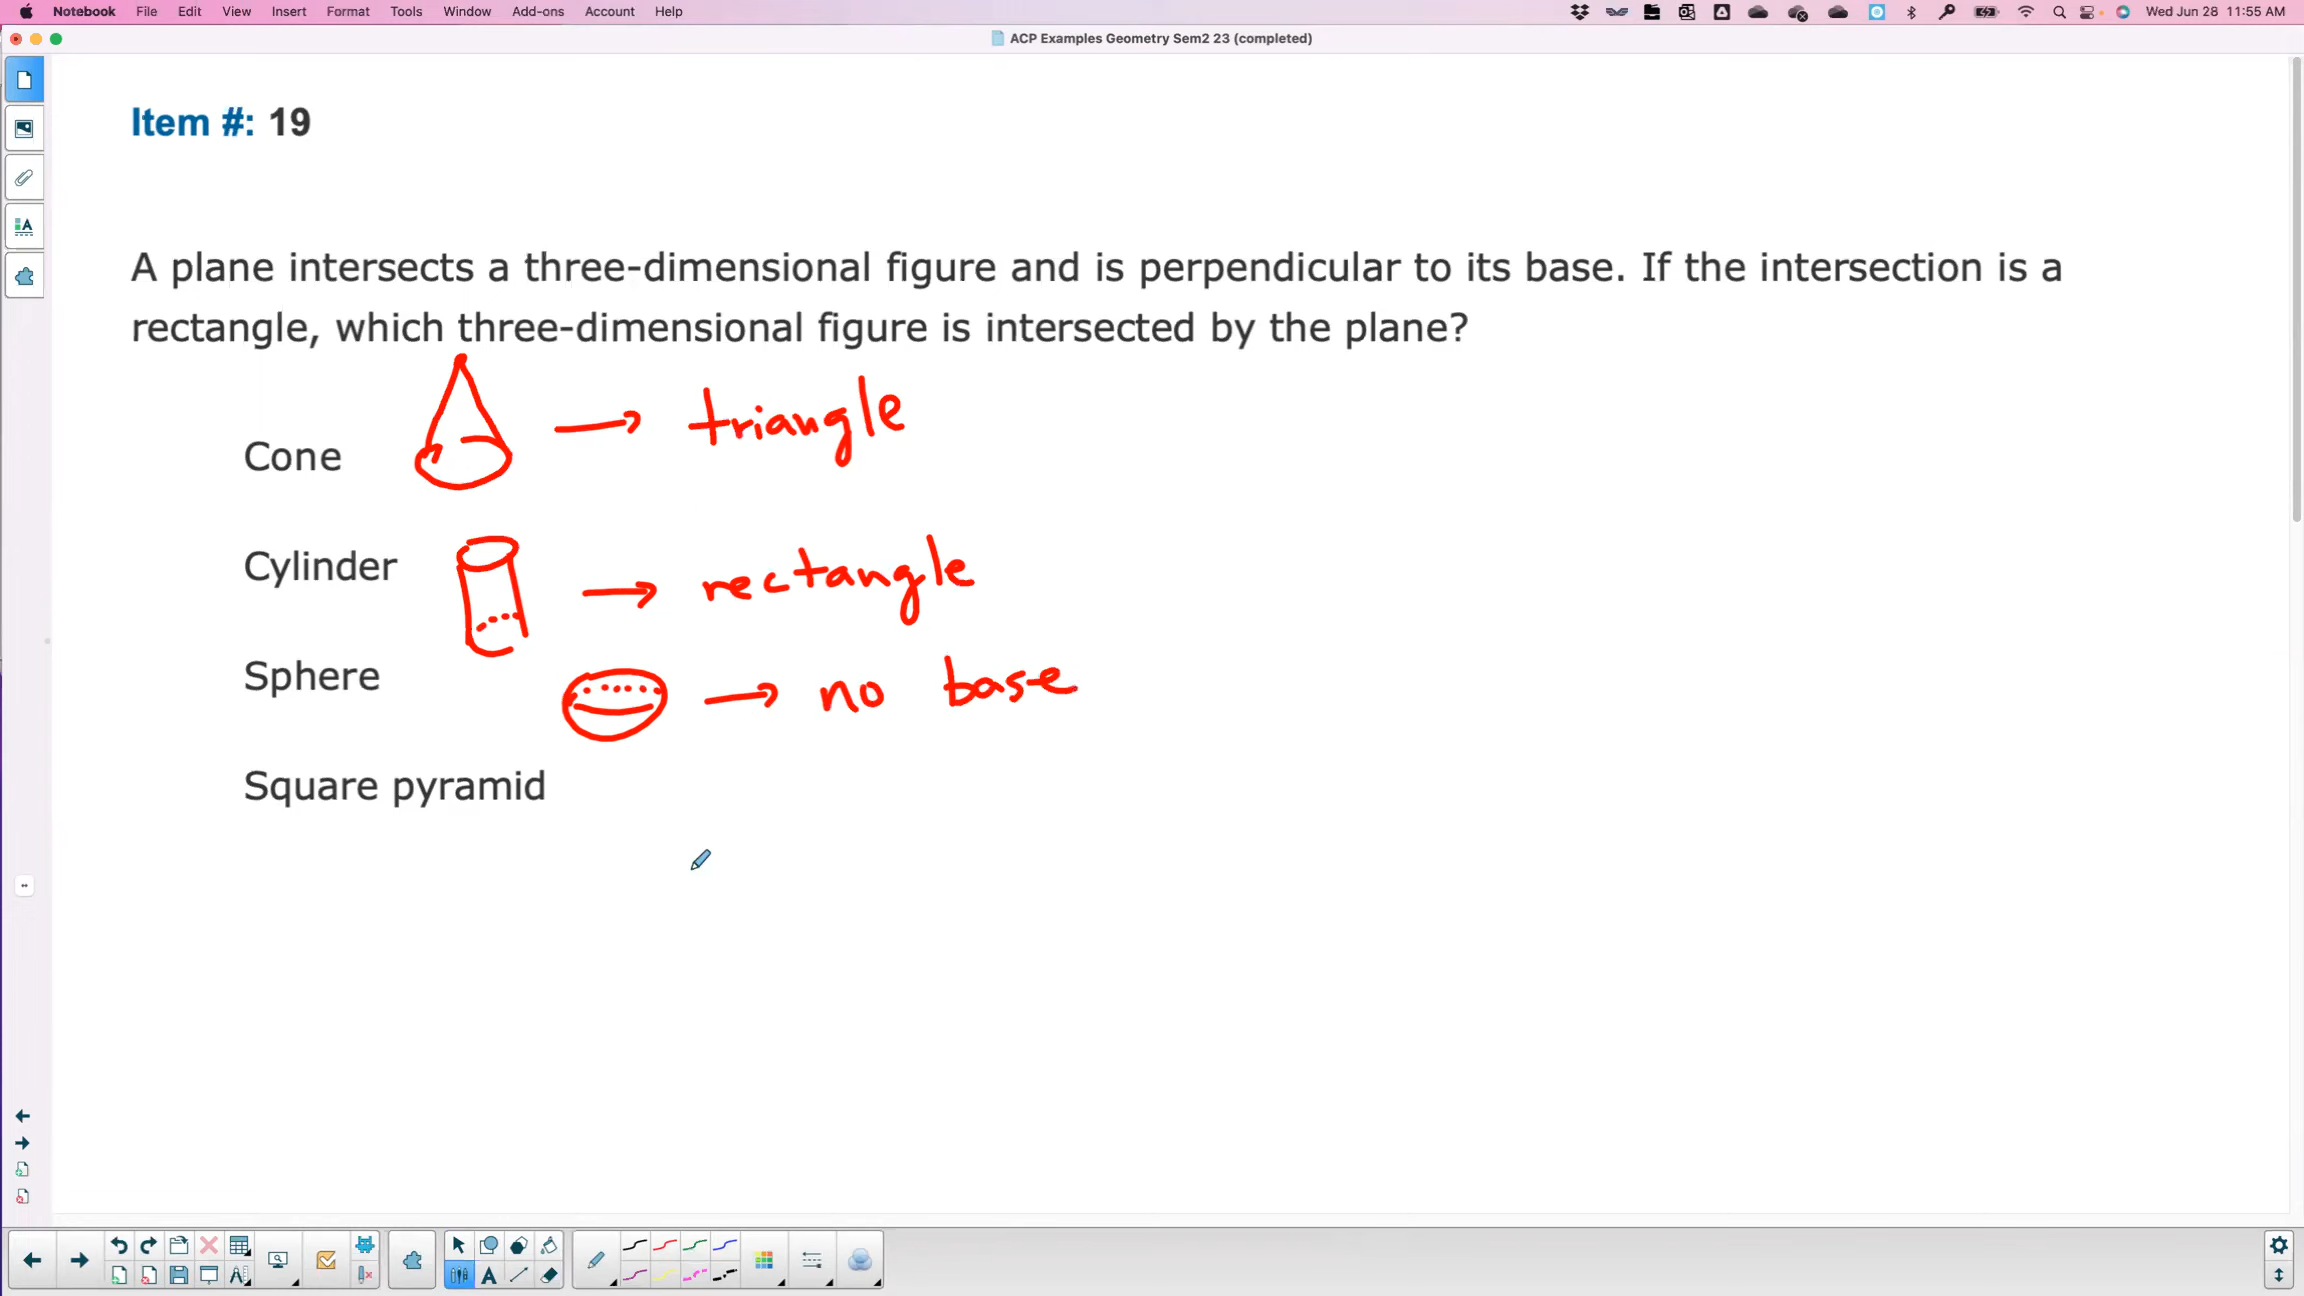 Notebook File Edit View Insert Format Tools Window Add-ons Account Help Wed Jun 28 11:55 AM
ACP Examples Geometry Sem2 23 (completed)
Item #: 19
A plane intersects a three-dimensional figure and is perpendicular to its base. If the intersection is a
rectangle, which three-dimensional figure is intersected by the plane?
Cone → triangle
Cylinder → rectangle
Sphere → no base
Square pyramid